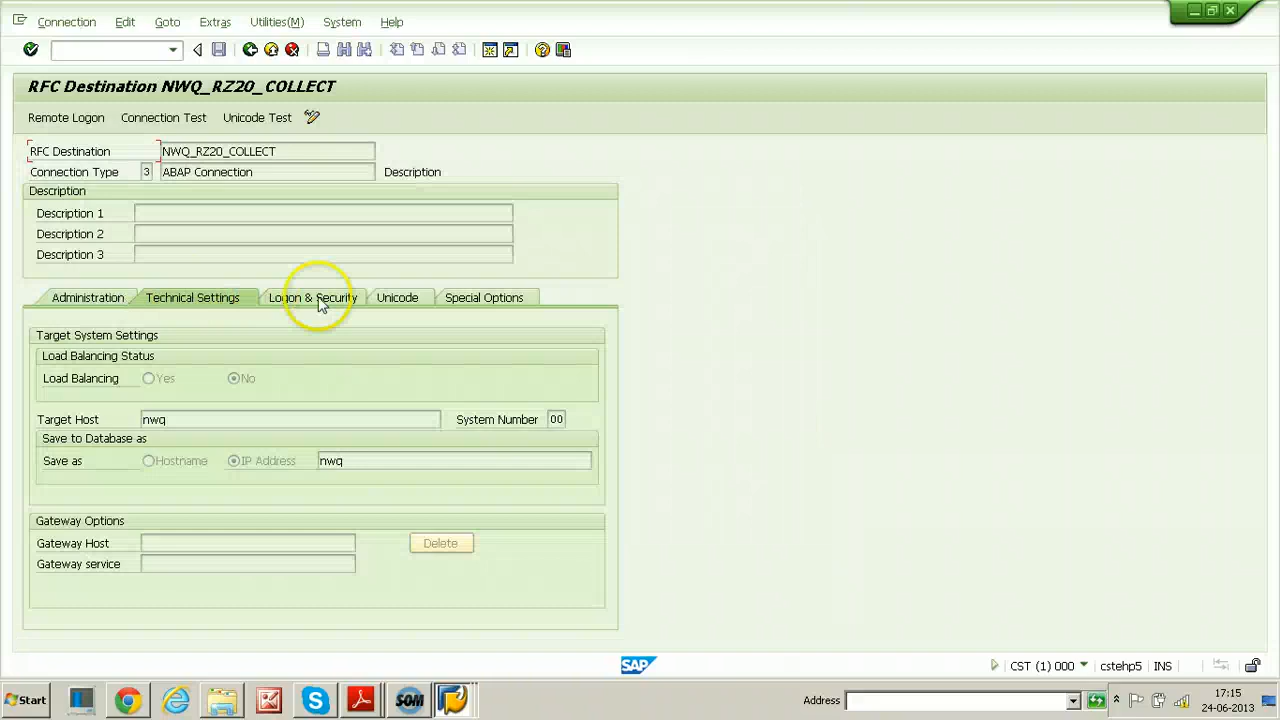 Connection Edit Goto Extras Utilities(M) System Help
RFC Destination NWQ_RZ20_COLLECT
Remote Logon Connection Test Unicode Test
RFC Destination NWQ_RZ20_COLLECT
Connection Type 3 ABAP Connection Description
Description
Description 1
Description 2
Description 3
Administration Technical Settings Logon & Security Unicode Special Options
Target System Settings
Load Balancing Status
Load Balancing Yes No
Target Host nwq System Number 00
Save to Database as
Save as Hostname IP Address nwq
Gateway Options
Gateway Host Delete
Gateway service
SAP CST (1) 000 cstehp5 INS
Start SOM Address 17:15
24-06-2013